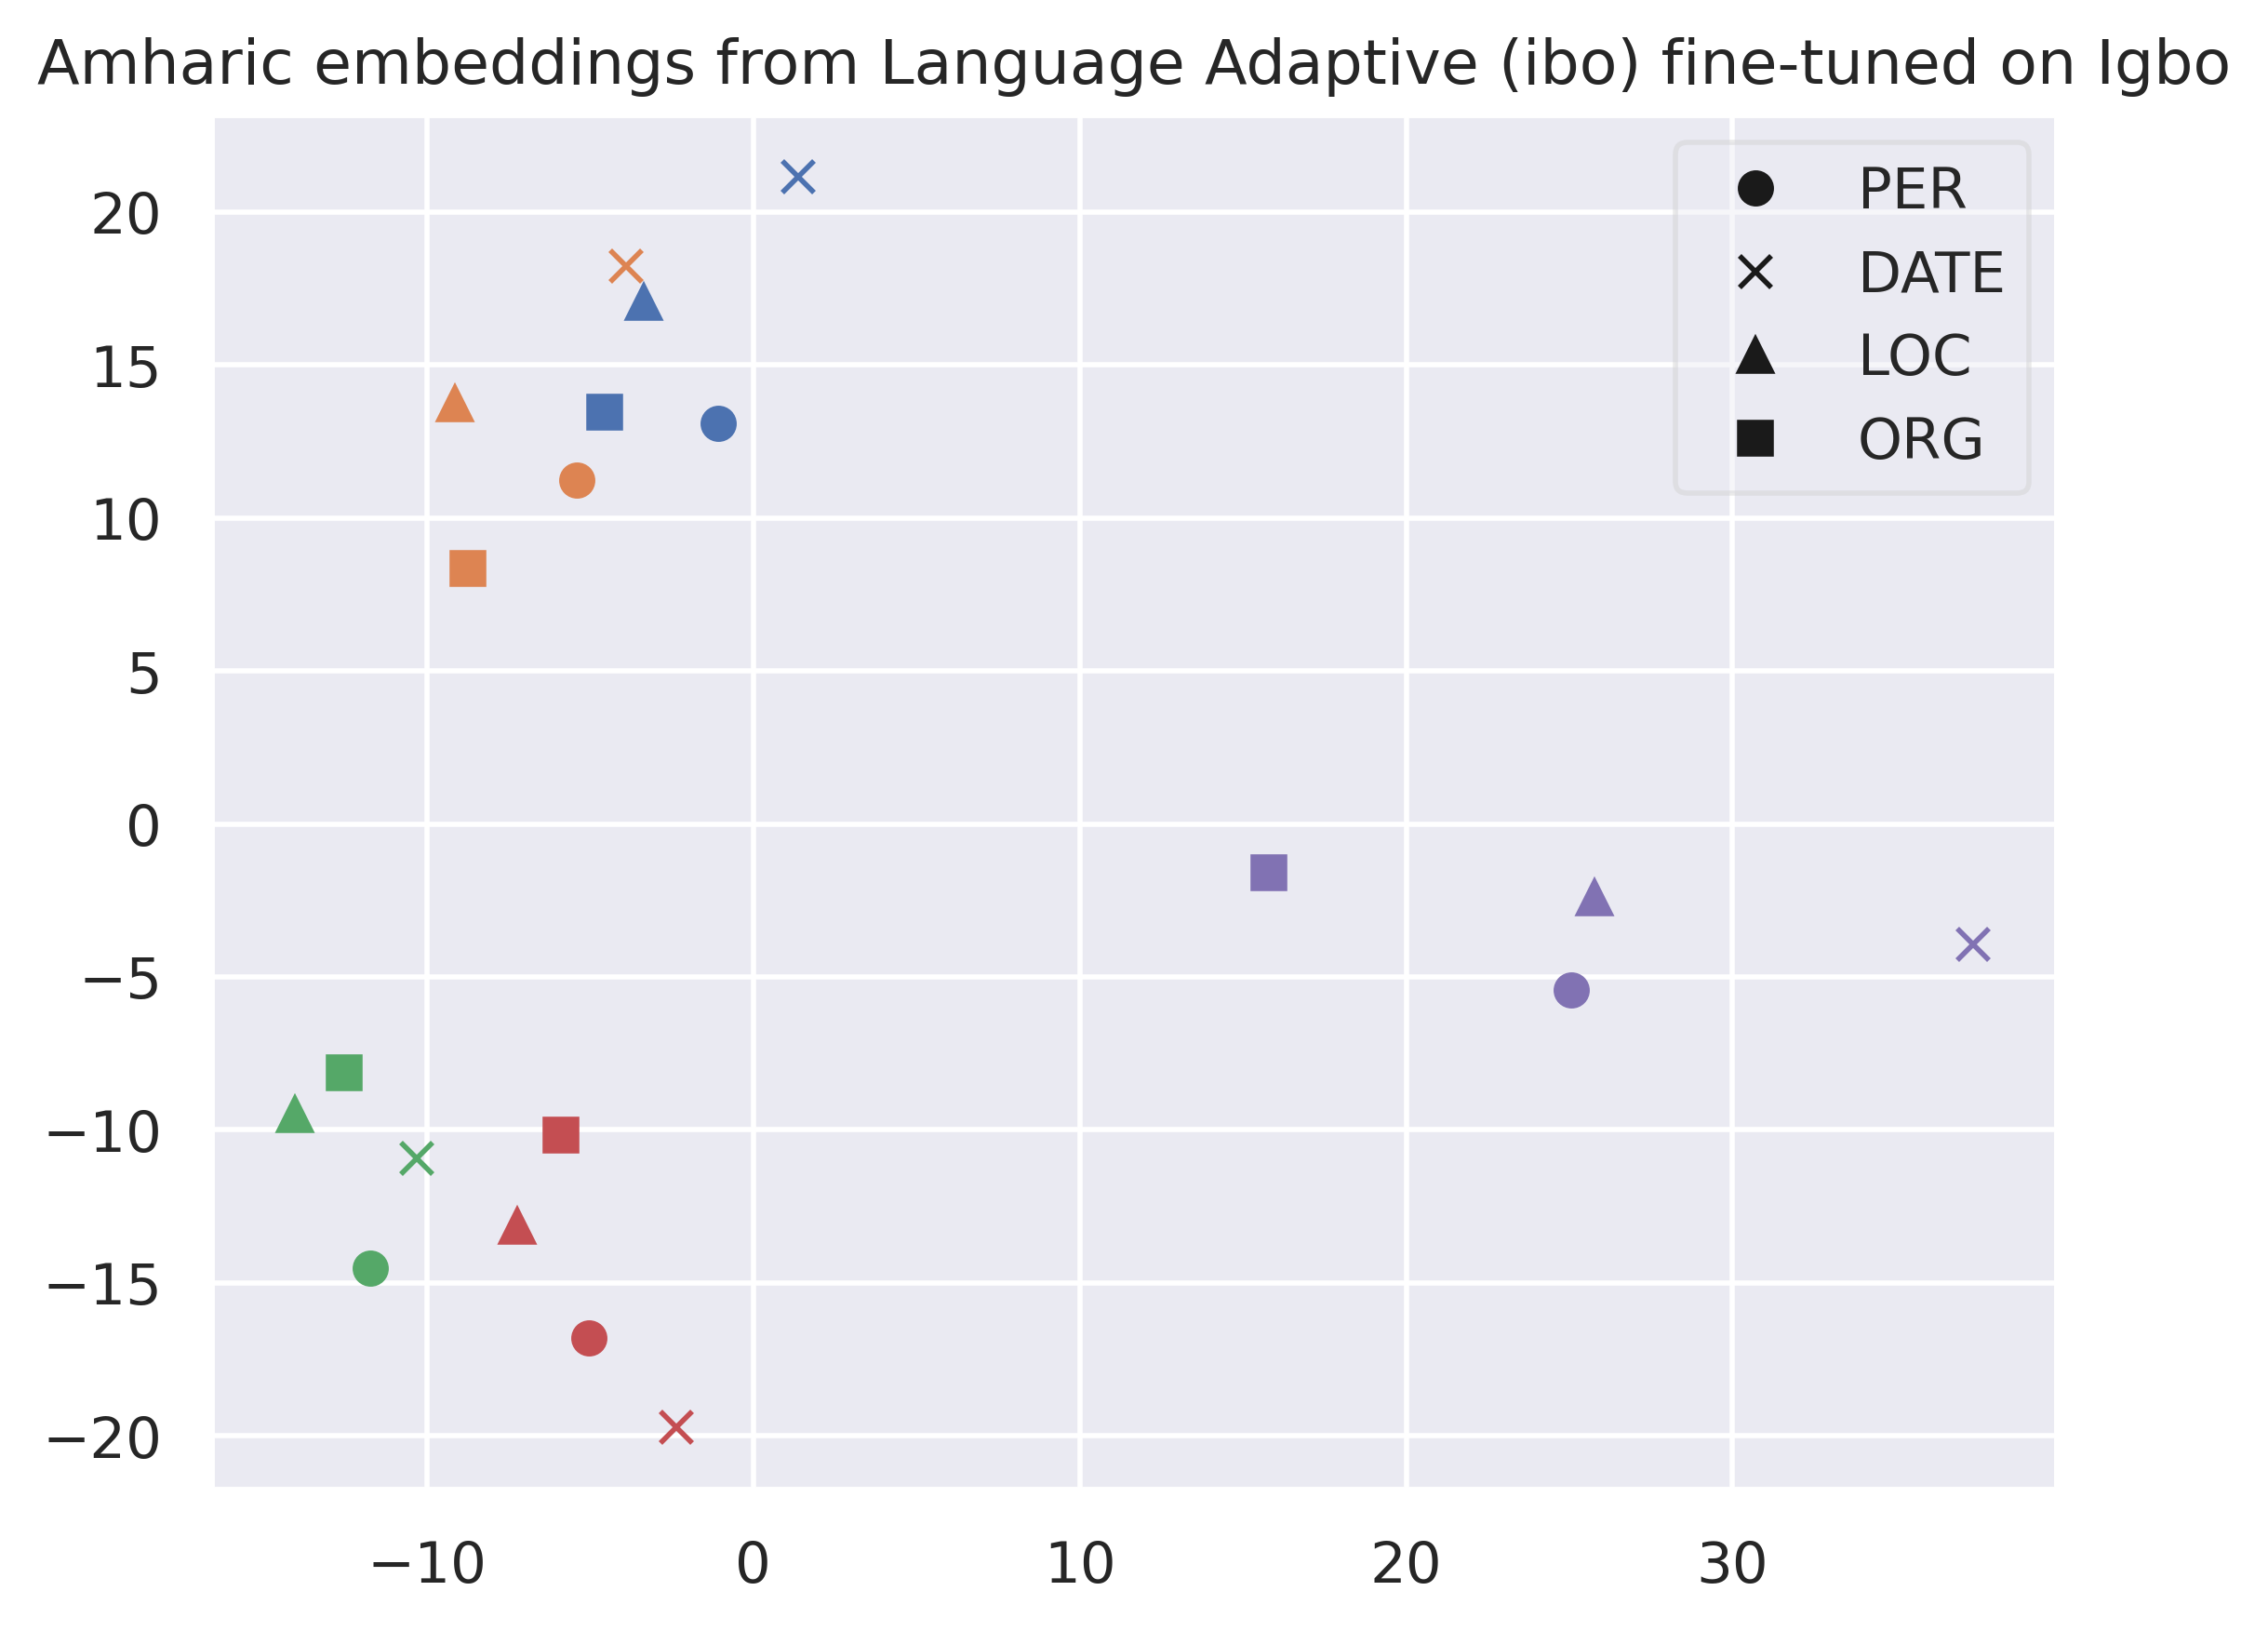 Amharic embeddings from Language Adaptive (ibo) fine-tuned on Igbo
PER
DATE
LOC
ORG
20
15
10
5
0
−5
−10
−15
−20
−10 0 10 20 30